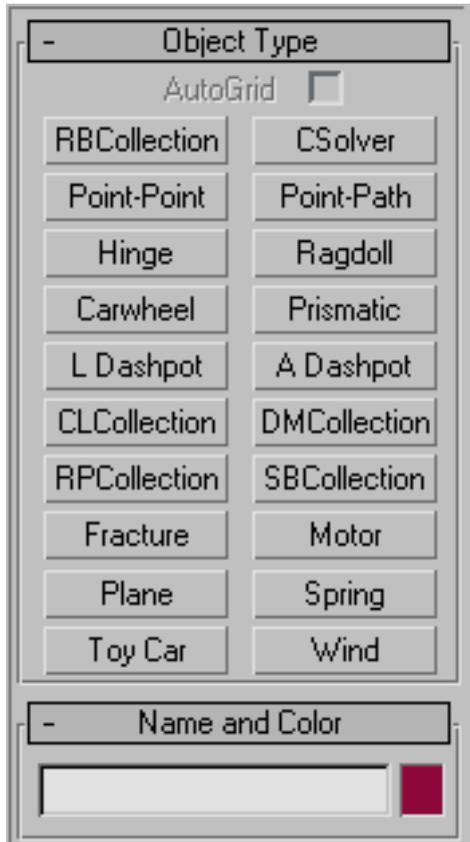 - Object Type
AutoGrid
RBCollection CSolver
Point-Point Point-Path
Hinge Ragdoll
Carwheel Prismatic
L Dashpot A Dashpot
CLCollection DMCollection
RPCollection SBCollection
Fracture Motor
Plane Spring
Toy Car Wind
- Name and Color